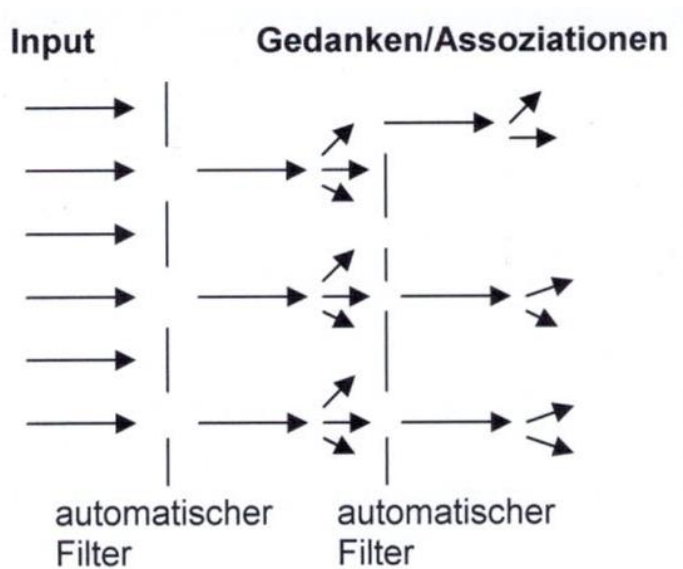 Input
Gedanken/Assoziationen
automatischer
Filter
automatischer
Filter